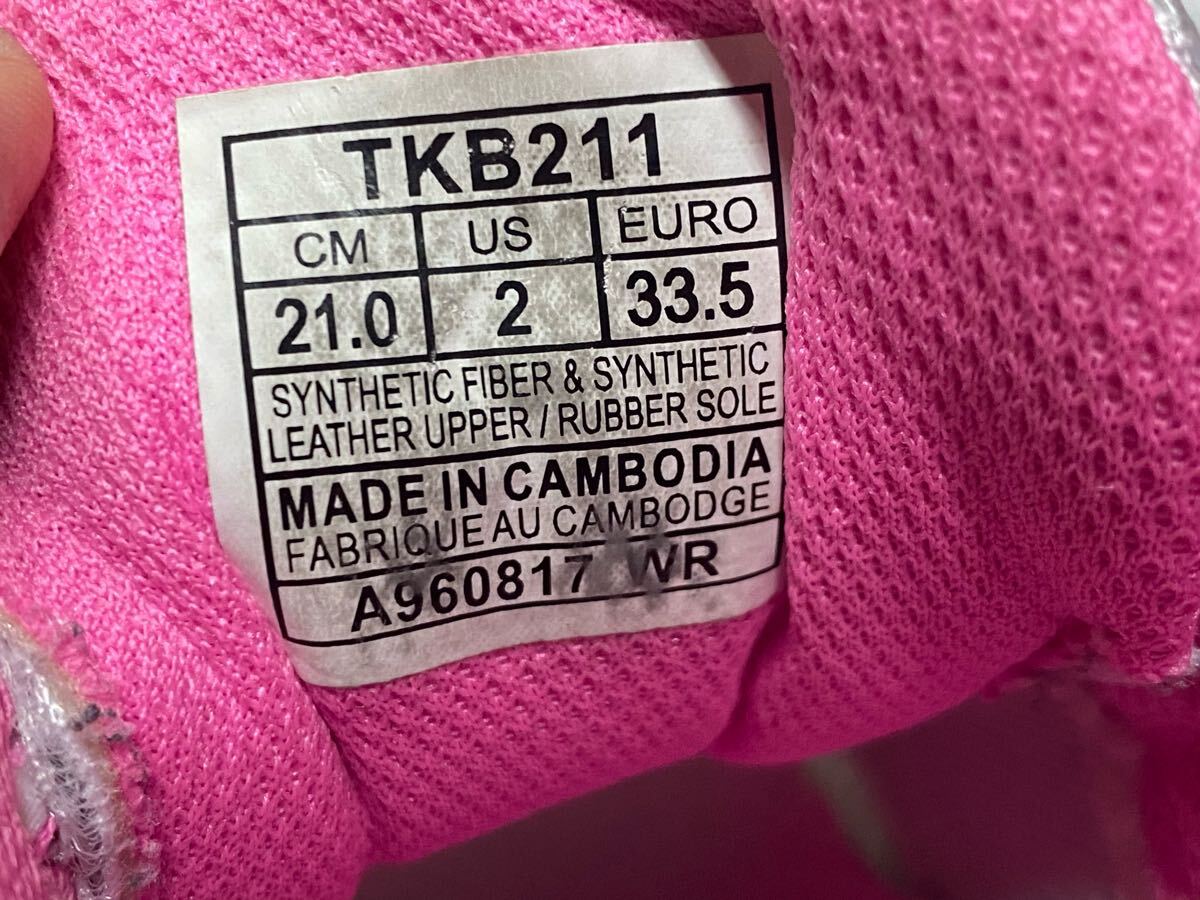 TKB211
CM US EURO
21.0 2 33.5
SYNTHETIC FIBER & SYNTHETIC
LEATHER UPPER / RUBBER SOLE
MADE IN CAMBODIA
FABRIQUE AU CAMBODGE
A960817 WR